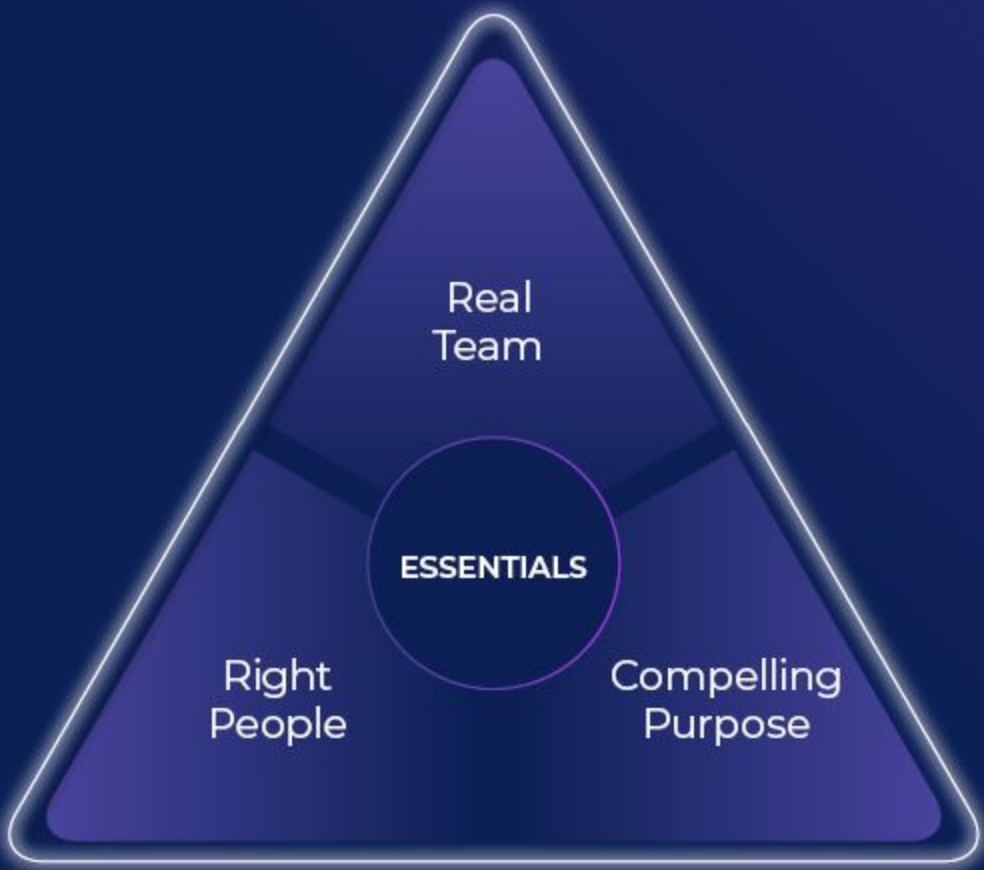 Real
Team
ESSENTIALS
Right
People
Compelling
Purpose